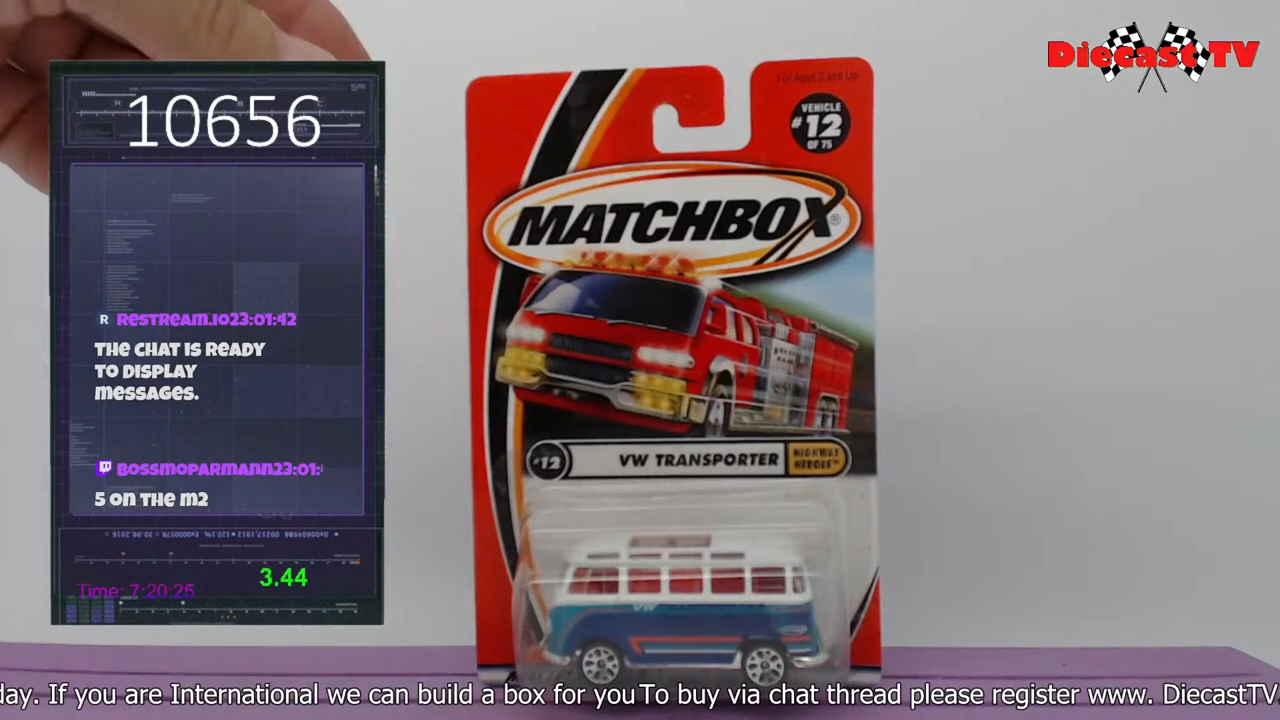 10656
Restream.io23:01:42
THE CHAT IS READY
TO DISPLAY
MESSAGES.
BOSSMOPARMANN23:01:
5 ON THE M2
Time: 7:20:25
3.44
Diecast TV
For Ages 3 and Up
VEHICLE
#12
OF 75
MATCHBOX®
#12
VW TRANSPORTER
HIGHWAY
HEROES™
VW
day. If you are International we can build a box for youTo buy via chat thread please register www. DiecastTV.